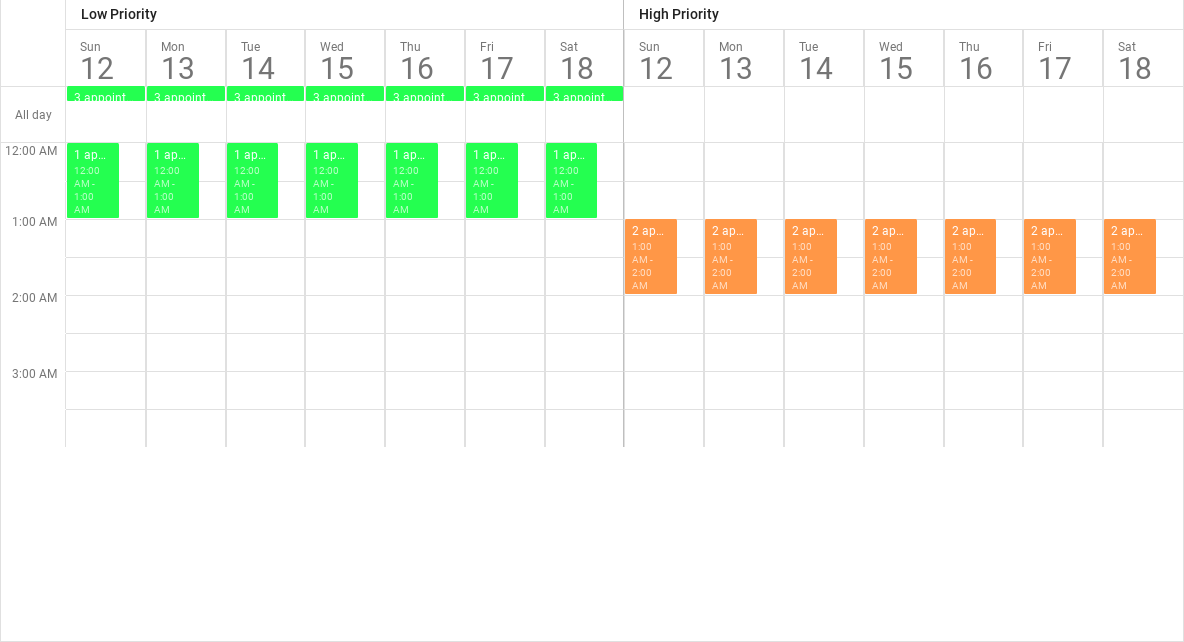 Low Priority High Priority
Sun Mon Tue Wed Thu Fri Sat Sun Mon Tue Wed Thu Fri Sat
12 13 14 15 16 17 18 12 13 14 15 16 17 18
3 appoint 3 appoint 3 appoint 3 appoint 3 appoint 3 appoint 3 appoint
All day
12:00 AM
1 ap... 1 ap... 1 ap... 1 ap... 1 ap... 1 ap... 1 ap...
12:00 12:00 12:00 12:00 12:00 12:00 12:00
AM - AM - AM - AM - AM - AM - AM -
1:00 1:00 1:00 1:00 1:00 1:00 1:00
AM AM AM AM AM AM AM
1:00 AM
2 ap... 2 ap... 2 ap... 2 ap... 2 ap... 2 ap... 2 ap...
1:00 1:00 1:00 1:00 1:00 1:00 1:00
AM - AM - AM - AM - AM - AM - AM -
2:00 2:00 2:00 2:00 2:00 2:00 2:00
AM AM AM AM AM AM AM
2:00 AM
3:00 AM